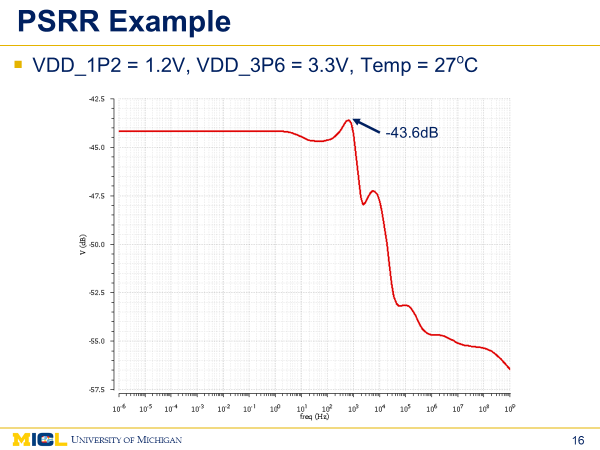 PSRR Example
VDD_1P2 = 1.2V, VDD_3P6 = 3.3V, Temp = 27⁰C
-42.5
-43.6dB
-45.0
-47.5
V (dB)
-50.0
-52.5
-55.0
-57.5
10⁻⁶ 10⁻⁵ 10⁻⁴ 10⁻³ 10⁻² 10⁻¹ 10⁰ 10¹ 10² 10³ 10⁴ 10⁵ 10⁶ 10⁷ 10⁸ 10⁹
freq (Hz)
MICL UNIVERSITY OF MICHIGAN
16